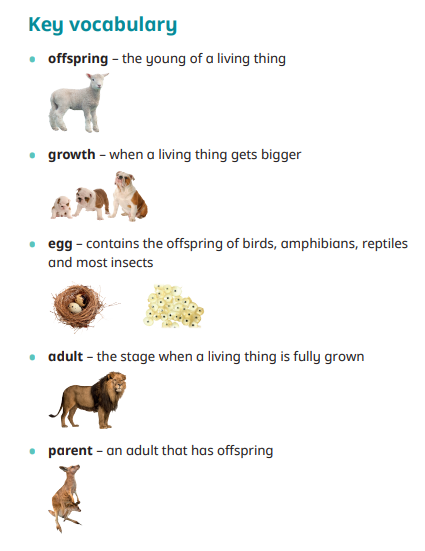 Key vocabulary
• offspring – the young of a living thing
• growth – when a living thing gets bigger
• egg – contains the offspring of birds, amphibians, reptiles
and most insects
• adult – the stage when a living thing is fully grown
• parent – an adult that has offspring